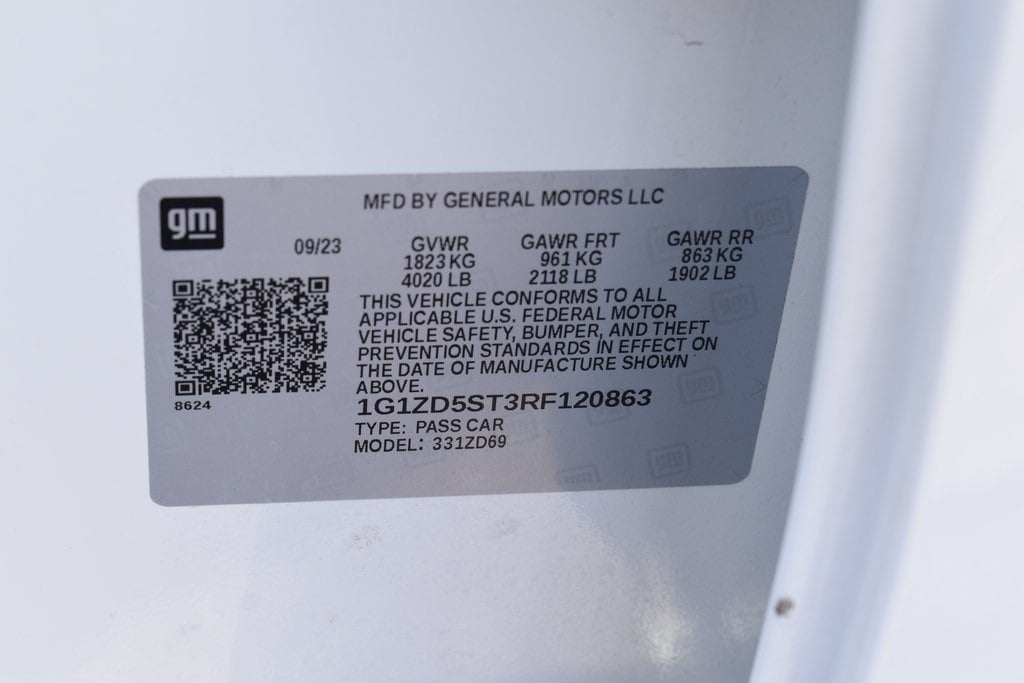 gm
MFD BY GENERAL MOTORS LLC
09/23 GVWR GAWR FRT GAWR RR
1823 KG 961 KG 863 KG
4020 LB 2118 LB 1902 LB
THIS VEHICLE CONFORMS TO ALL
APPLICABLE U.S. FEDERAL MOTOR
VEHICLE SAFETY, BUMPER, AND THEFT
PREVENTION STANDARDS IN EFFECT ON
THE DATE OF MANUFACTURE SHOWN
ABOVE.
8624
1G1ZD5ST3RF120863
TYPE: PASS CAR
MODEL: 331ZD69